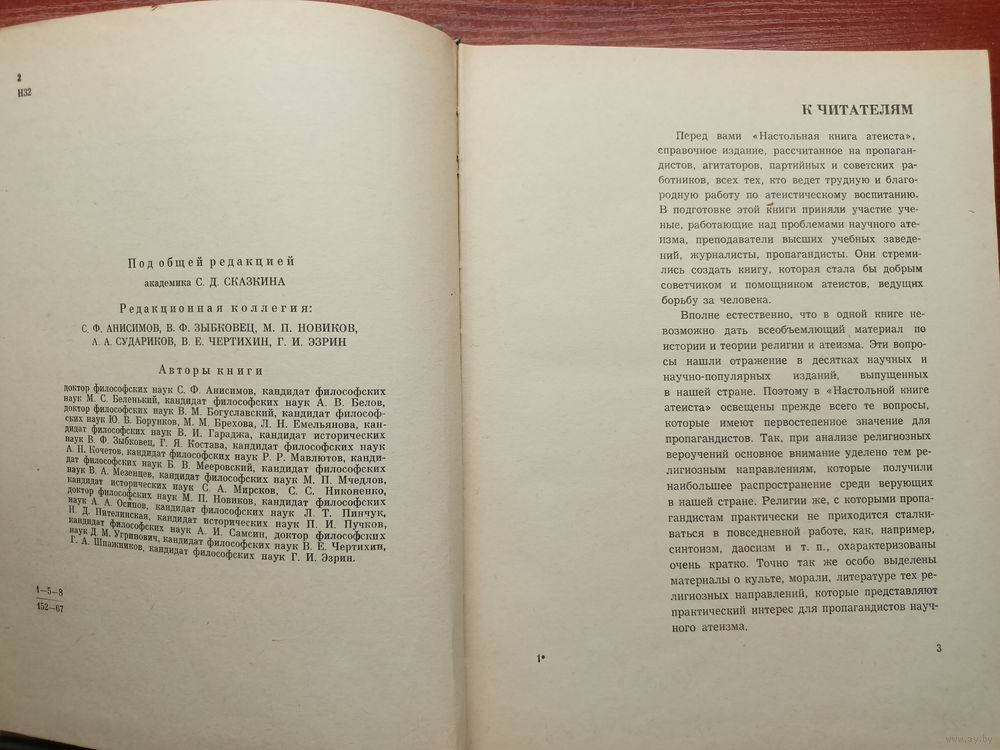 2
Н32
Под общей редакцией
академика С. Д. СКАЗКИНА
Редакционная коллегия:
С. Ф. АНИСИМОВ, В. Ф. ЗЫБКОВЕЦ, М. П. НОВИКОВ,
А. А. СУДАРИКОВ, В. Е. ЧЕРТИХИН, Г. И. ЭЗРИН
Авторы книги
доктор философских наук С. Ф. Анисимов, кандидат философских
наук М. С. Беленький, кандидат философских наук А. В. Белов,
доктор философских наук В. М. Богуславский, кандидат философ-
ских наук Ю. В. Борунков, М. М. Брехова, Л. Н. Емельянова, кан-
дидат философских наук В. И. Гараджа, кандидат исторических
наук В. Ф. Зыбковец, Г. Я. Костава, кандидат философских наук
А. Н. Кочетов, кандидат философских наук Р. Р. Мавлютов, канди-
дат философских наук Б. В. Мееровский, кандидат философских
наук В. А. Мезенцев, кандидат философских наук М. П. Мчедлов,
кандидат исторических наук С. А. Мирсков, С. С. Никоненко,
доктор философских наук М. П. Новиков, кандидат философских
наук А. А. Осипов, кандидат философских наук Л. Т. Пинчук,
Н. Д. Пителинская, кандидат исторических наук П. И. Пучков,
кандидат философских наук А. И. Самсин, доктор философских
наук Д. М. Угринович, кандидат философских наук В. Е. Чертихин,
Г. А. Шпажников, кандидат философских наук Г. И. Эзрин.
1—5—8
152—67
К ЧИТАТЕЛЯМ
Перед вами «Настольная книга атеиста»,
справочное издание, рассчитанное на пропаган-
дистов, агитаторов, партийных и советских ра-
ботников, всех тех, кто ведет трудную и благо-
родную работу по атеистическому воспитанию.
В подготовке этой книги приняли участие уче-
ные, работающие над проблемами научного ате-
изма, преподаватели высших учебных заведе-
ний, журналисты, пропагандисты. Они стреми-
лись создать книгу, которая стала бы добрым
советчиком и помощником атеистов, ведущих
борьбу за человека.
Вполне естественно, что в одной книге не-
возможно дать всеобъемлющий материал по
истории и теории религии и атеизма. Эти вопро-
сы нашли отражение в десятках научных и
научно-популярных изданий, выпущенных
в нашей стране. Поэтому в «Настольной книге
атеиста» освещены прежде всего те вопросы,
которые имеют первостепенное значение для
пропагандистов. Так, при анализе религиозных
вероучений основное внимание уделено тем ре-
лигиозным направлениям, которые получили
наибольшее распространение среди верующих
в нашей стране. Религии же, с которыми пропа-
гандистам практически не приходится сталки-
ваться в повседневной работе, как, например,
синтоизм, даосизм и т. п., охарактеризованы
очень кратко. Точно так же особо выделены
материалы о культе, морали, литературе тех ре-
лигиозных направлений, которые представляют
практический интерес для пропагандистов науч-
ного атеизма.
1*
3
www.ay.by